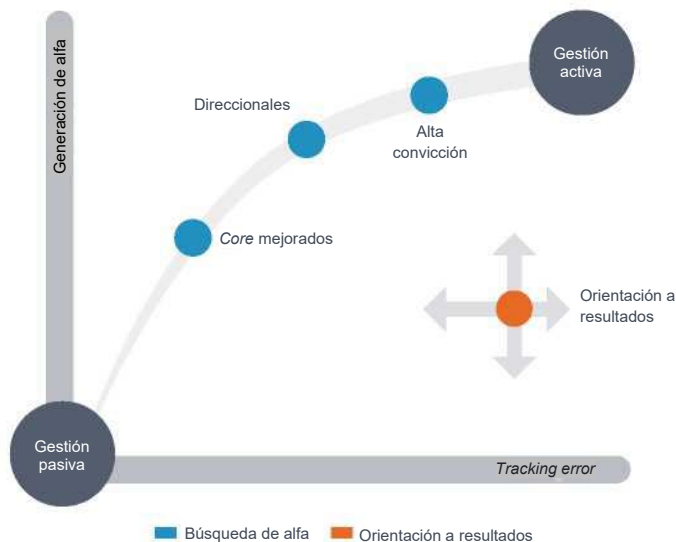 Generación de alfa
Gestión
activa
Direccionales
Alta
convicción
Core mejorados
Orientación a
resultados
Gestión
pasiva
Tracking error
Búsqueda de alfa
Orientación a resultados